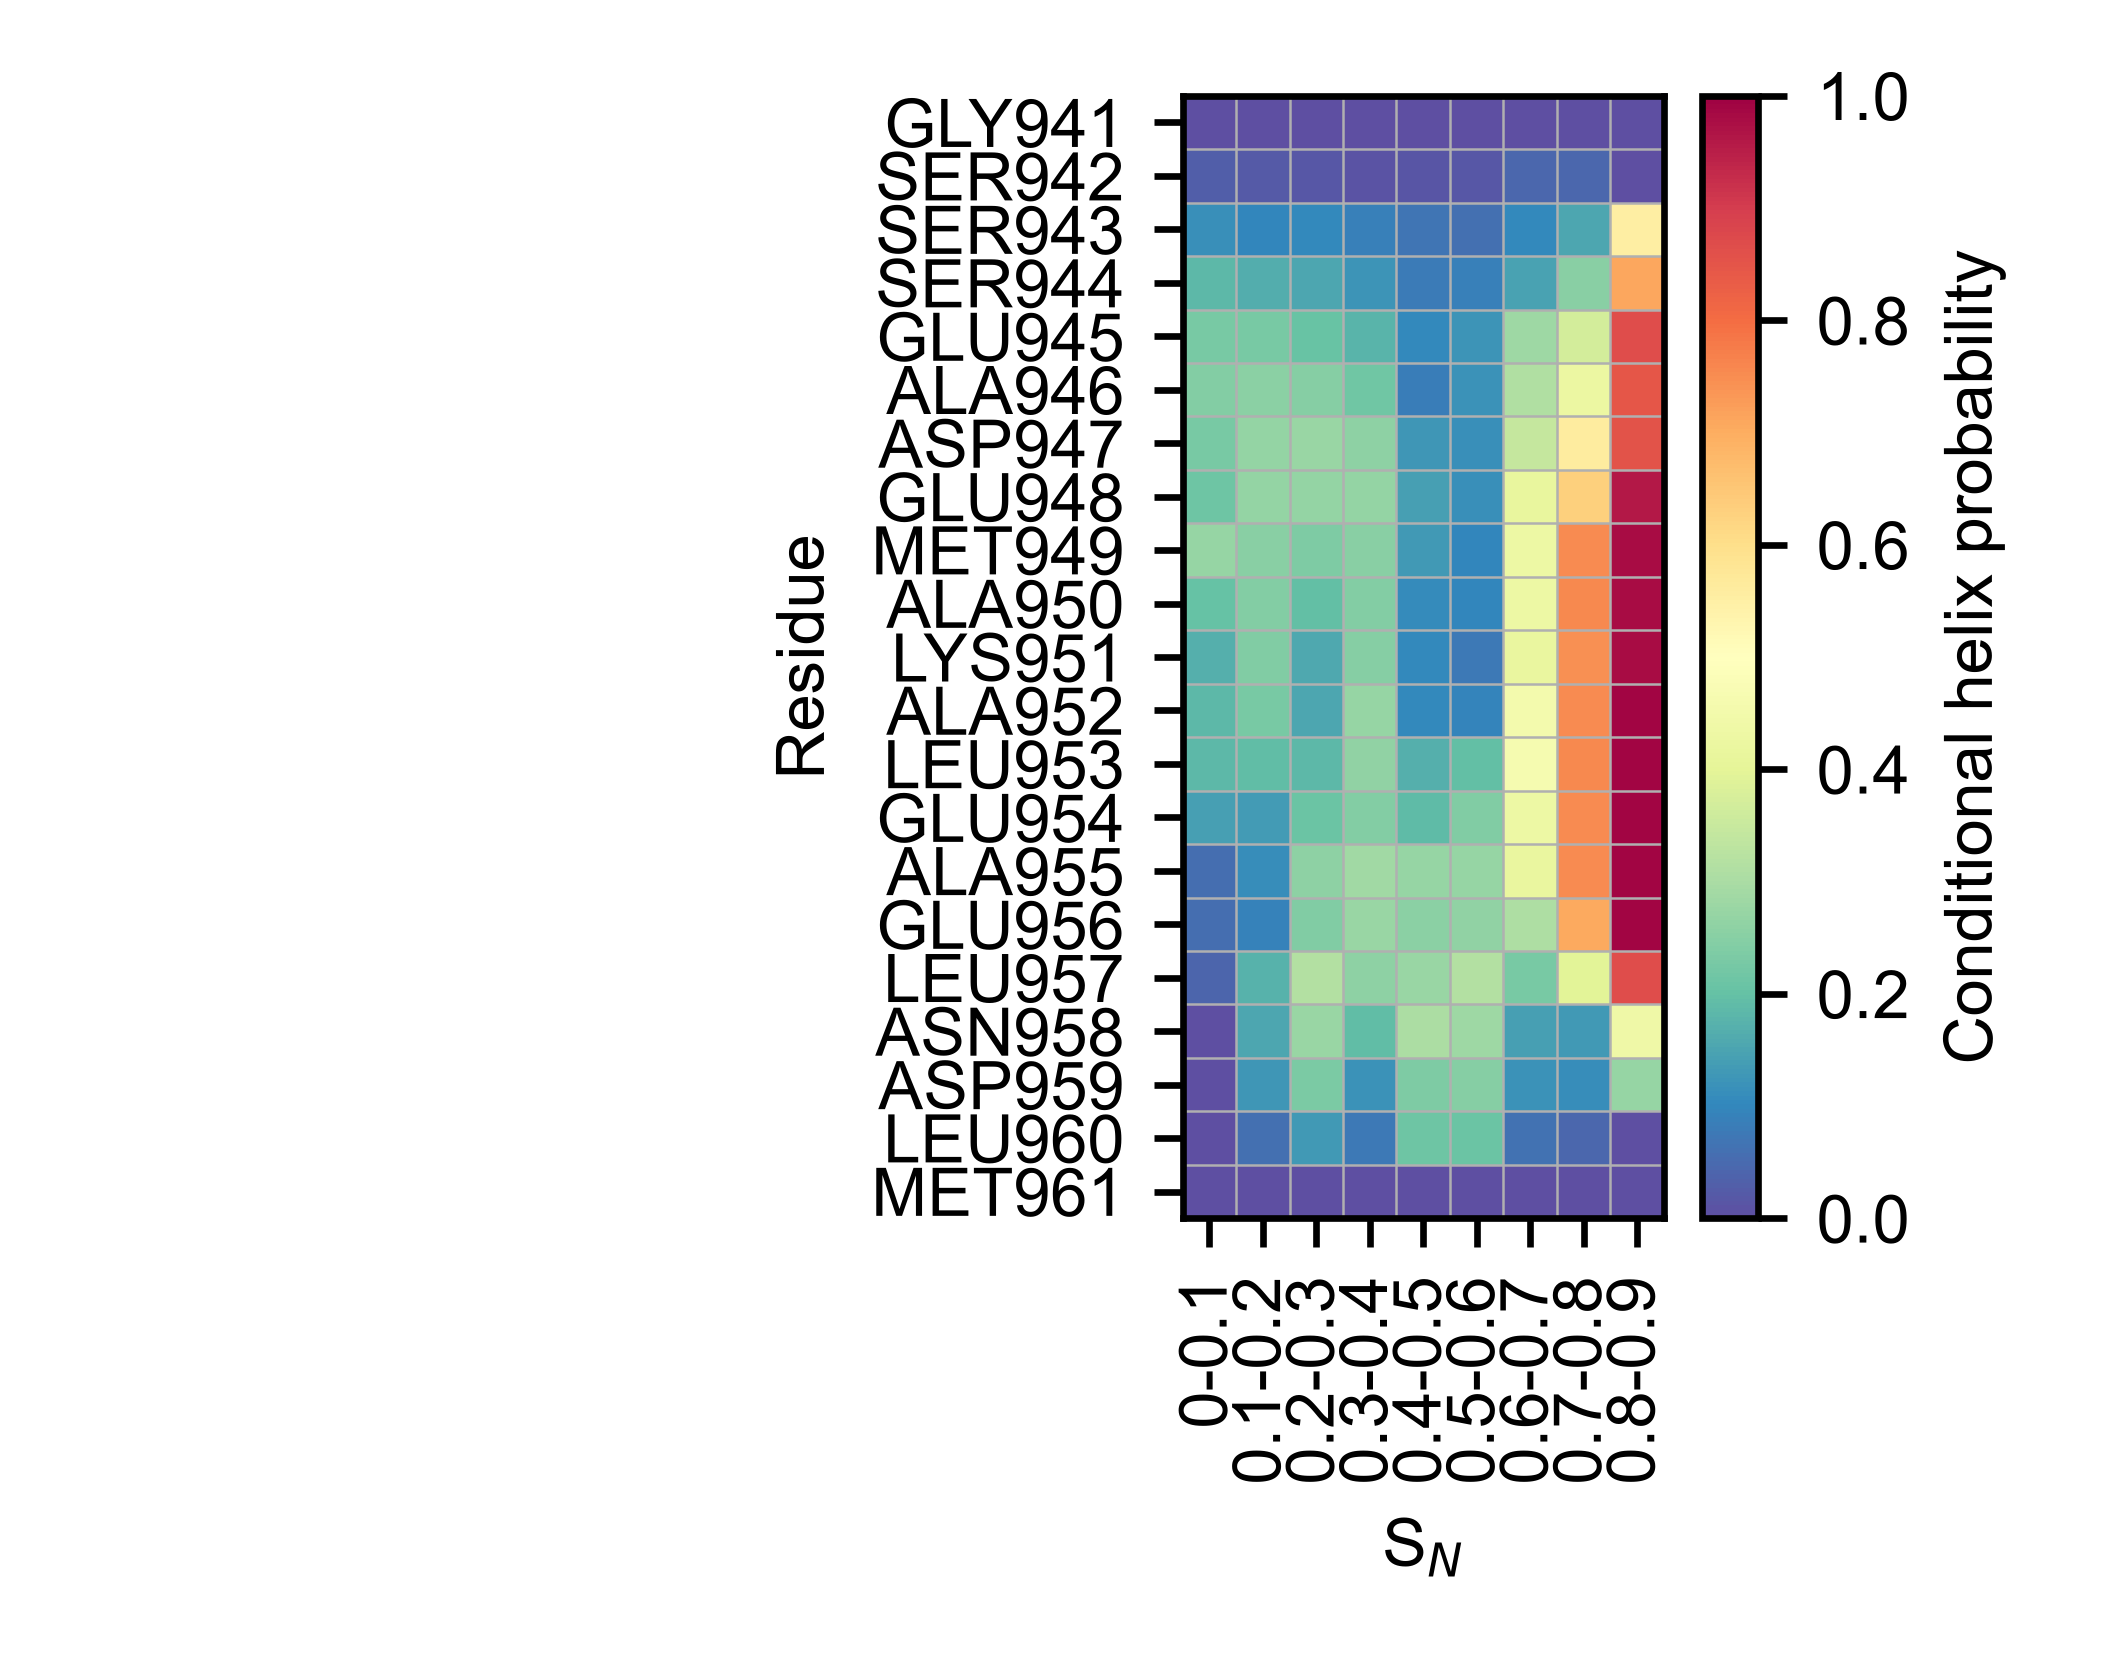 Residue
GLY941
SER942
SER943
SER944
GLU945
ALA946
ASP947
GLU948
MET949
ALA950
LYS951
ALA952
LEU953
GLU954
ALA955
GLU956
LEU957
ASN958
ASP959
LEU960
MET961
0-0.1
0.1-0.2
0.2-0.3
0.3-0.4
0.4-0.5
0.5-0.6
0.6-0.7
0.7-0.8
0.8-0.9
S_N
1.0
0.8
0.6
0.4
0.2
0.0
Conditional helix probability